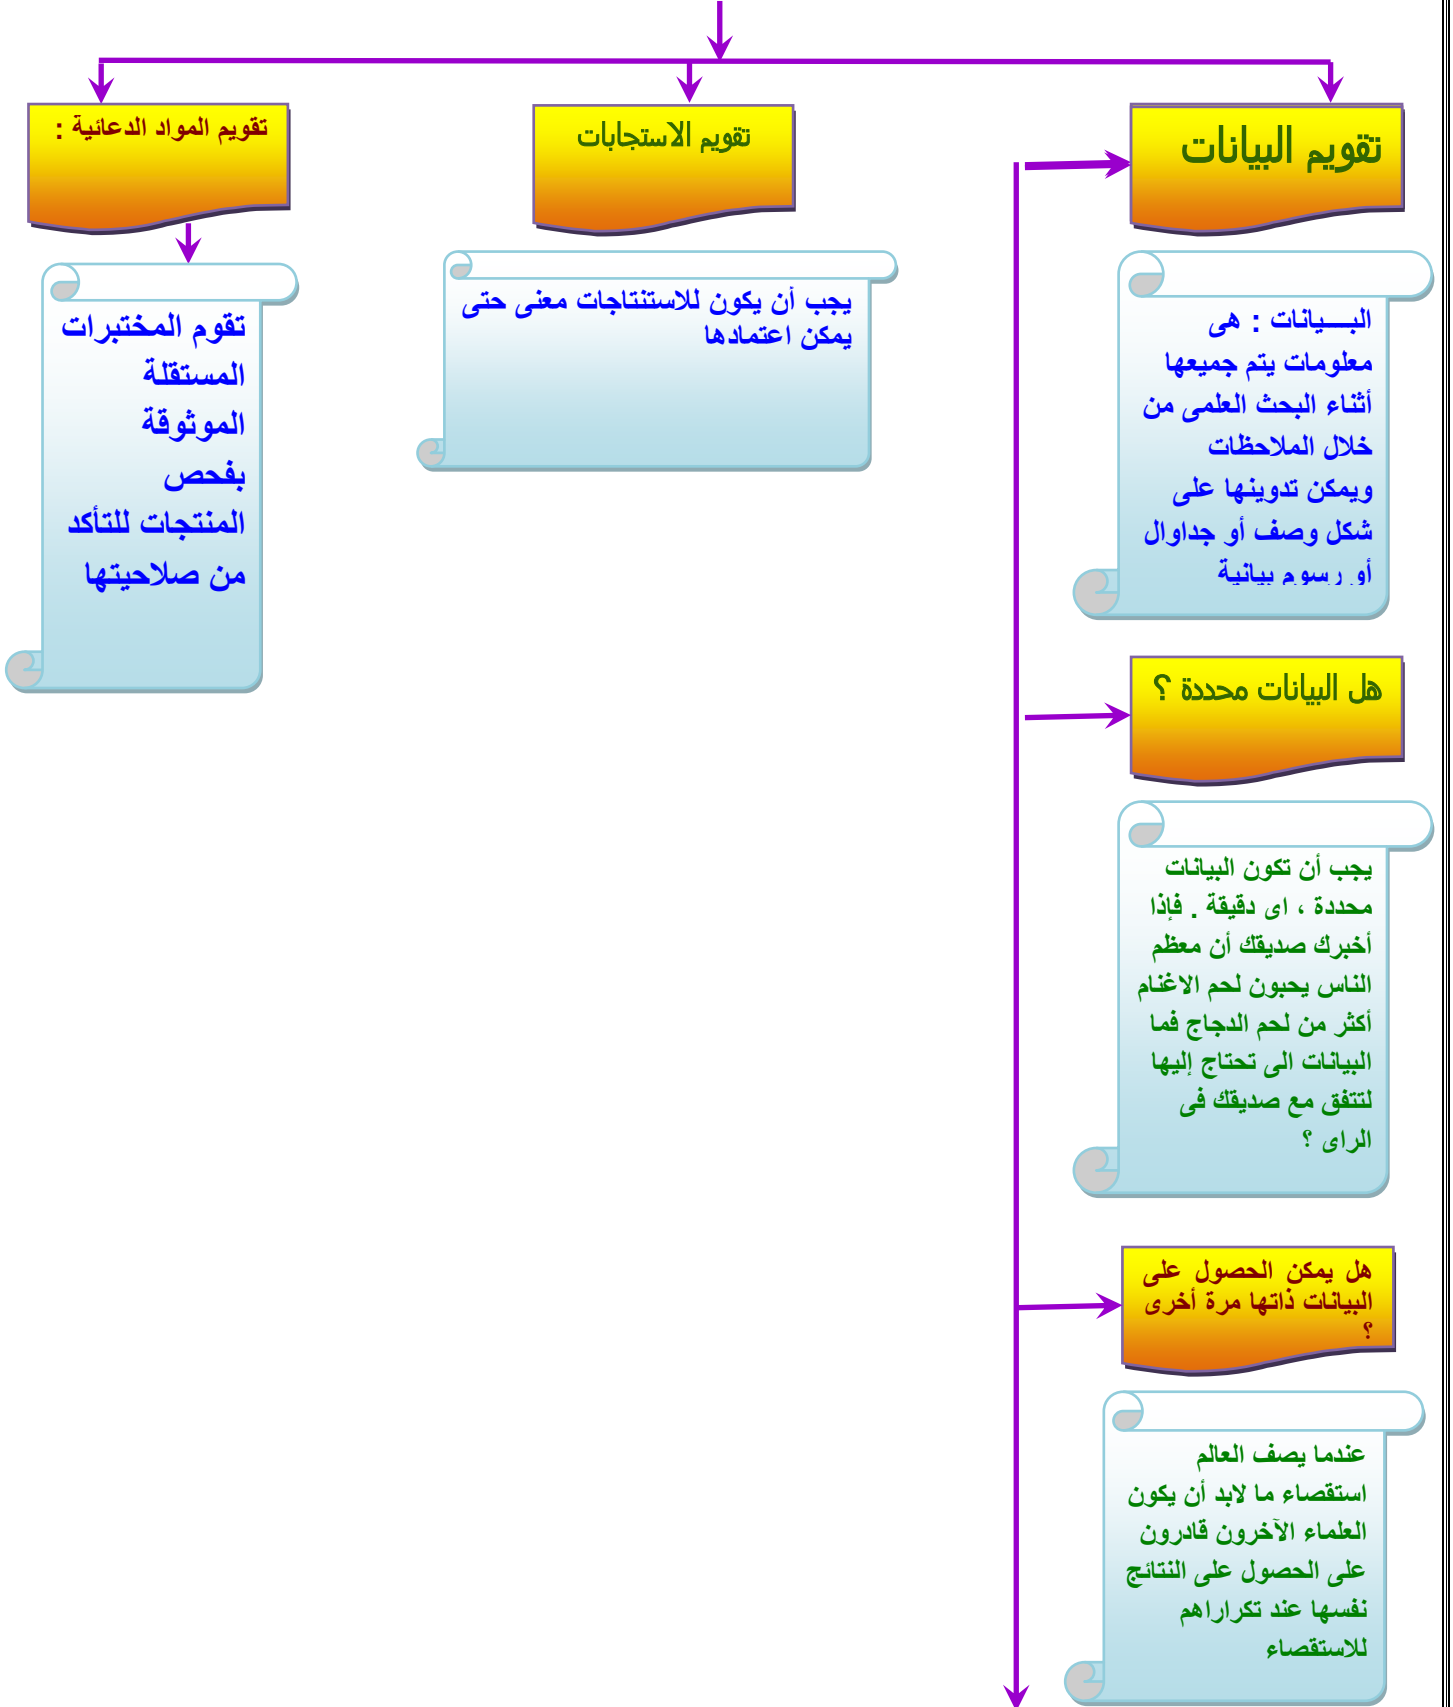 تقويم البيانات
البـــيانات : هى
معلومات يتم جميعها
أثناء البحث العلمى من
خلال الملاحظات
ويمكن تدوينها على
شكل وصف أو جداوال
أو رسوم بيانية
هل البيانات محددة ؟
يجب أن تكون البيانات
محددة ، اى دقيقة . فإذا
أخبرك صديقك أن معظم
الناس يحبون لحم الاغنام
أكثر من لحم الدجاج فما
البيانات الى تحتاج إليها
لتتفق مع صديقك فى
الراى ؟
هل يمكن الحصول على
البيانات ذاتها مرة أخرى
؟
عندما يصف العالم
استقصاء ما لابد أن يكون
العلماء الآخرون قادرون
على الحصول على النتائج
نفسها عند تكراراهم
للاستقصاء
تقويم الاستجابات
يجب أن يكون للاستنتاجات معنى حتى
يمكن اعتمادها
تقويم المواد الدعائية :
تقوم المختبرات
المستقلة
الموثوقة
بفحص
المنتجات للتأكد
من صلاحيتها